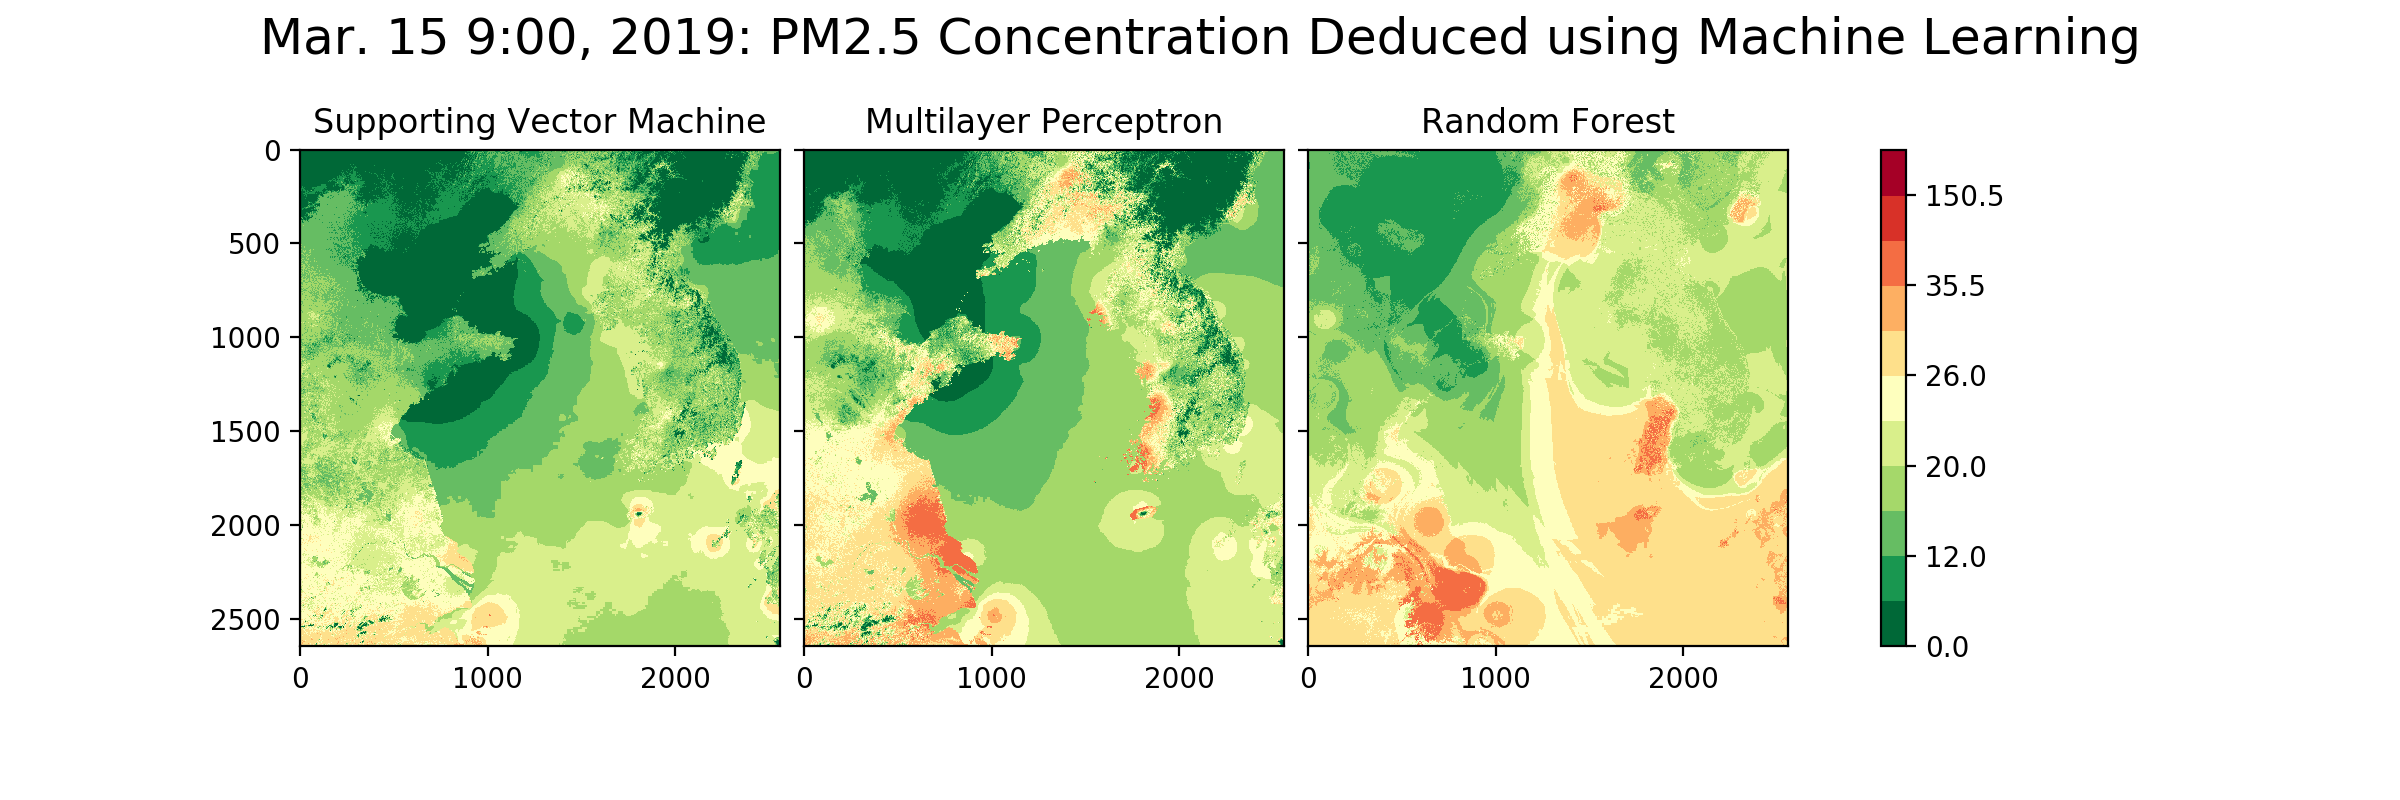 Mar. 15 9:00, 2019: PM2.5 Concentration Deduced using Machine Learning
Supporting Vector Machine
Multilayer Perceptron
Random Forest
0
500
1000
1500
2000
2500
0 1000 2000
0 1000 2000
0 1000 2000
150.5
35.5
26.0
20.0
12.0
0.0